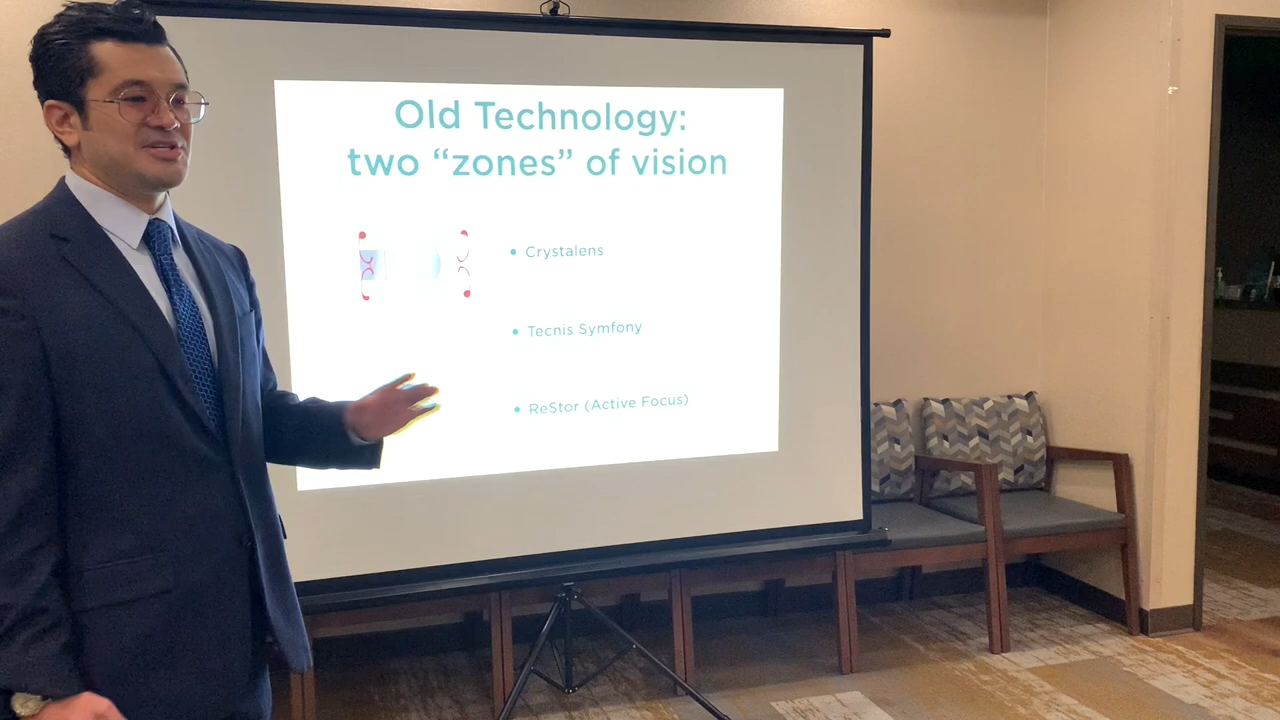 Old Technology:
two “zones” of vision
• Crystalens
• Tecnis Symfony
• ReStor (Active Focus)